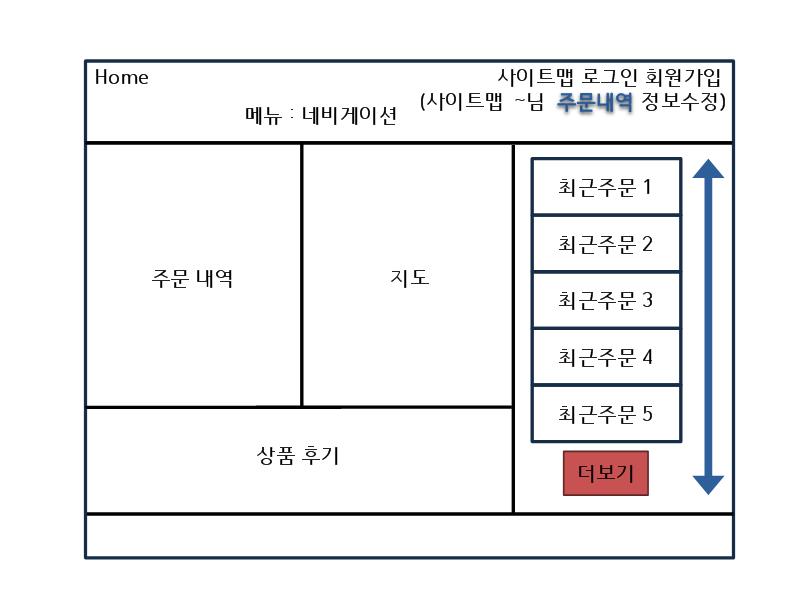 Home
사이트맵 로그인 회원가입
(사이트맵 ~님 주문내역 정보수정)
메뉴 : 네비게이션
주문 내역
지도
상품 후기
최근주문 1
최근주문 2
최근주문 3
최근주문 4
최근주문 5
더보기